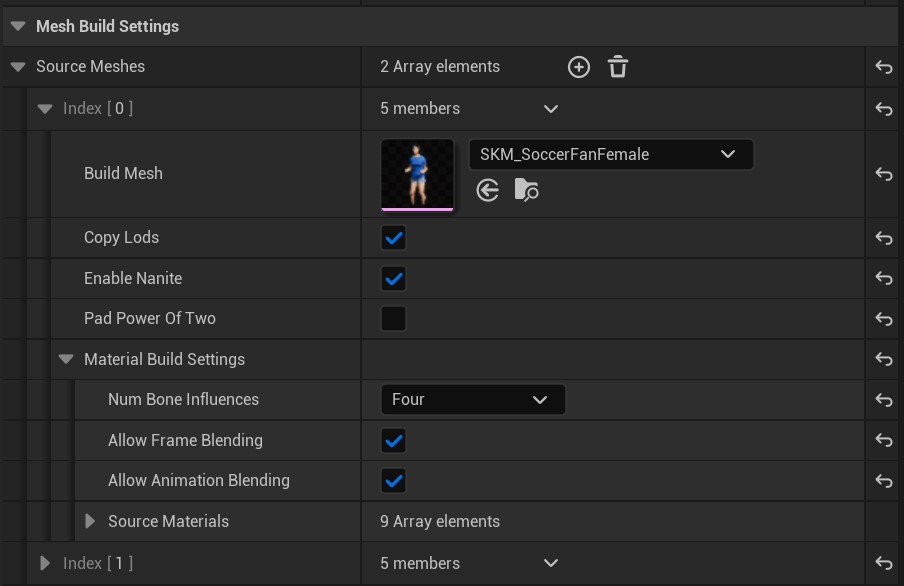 Mesh Build Settings
Source Meshes 2 Array elements
Index [ 0 ] 5 members
Build Mesh SKM_SoccerFanFemale
Copy Lods
Enable Nanite
Pad Power Of Two
Material Build Settings
Num Bone Influences Four
Allow Frame Blending
Allow Animation Blending
Source Materials 9 Array elements
Index [ 1 ] 5 members